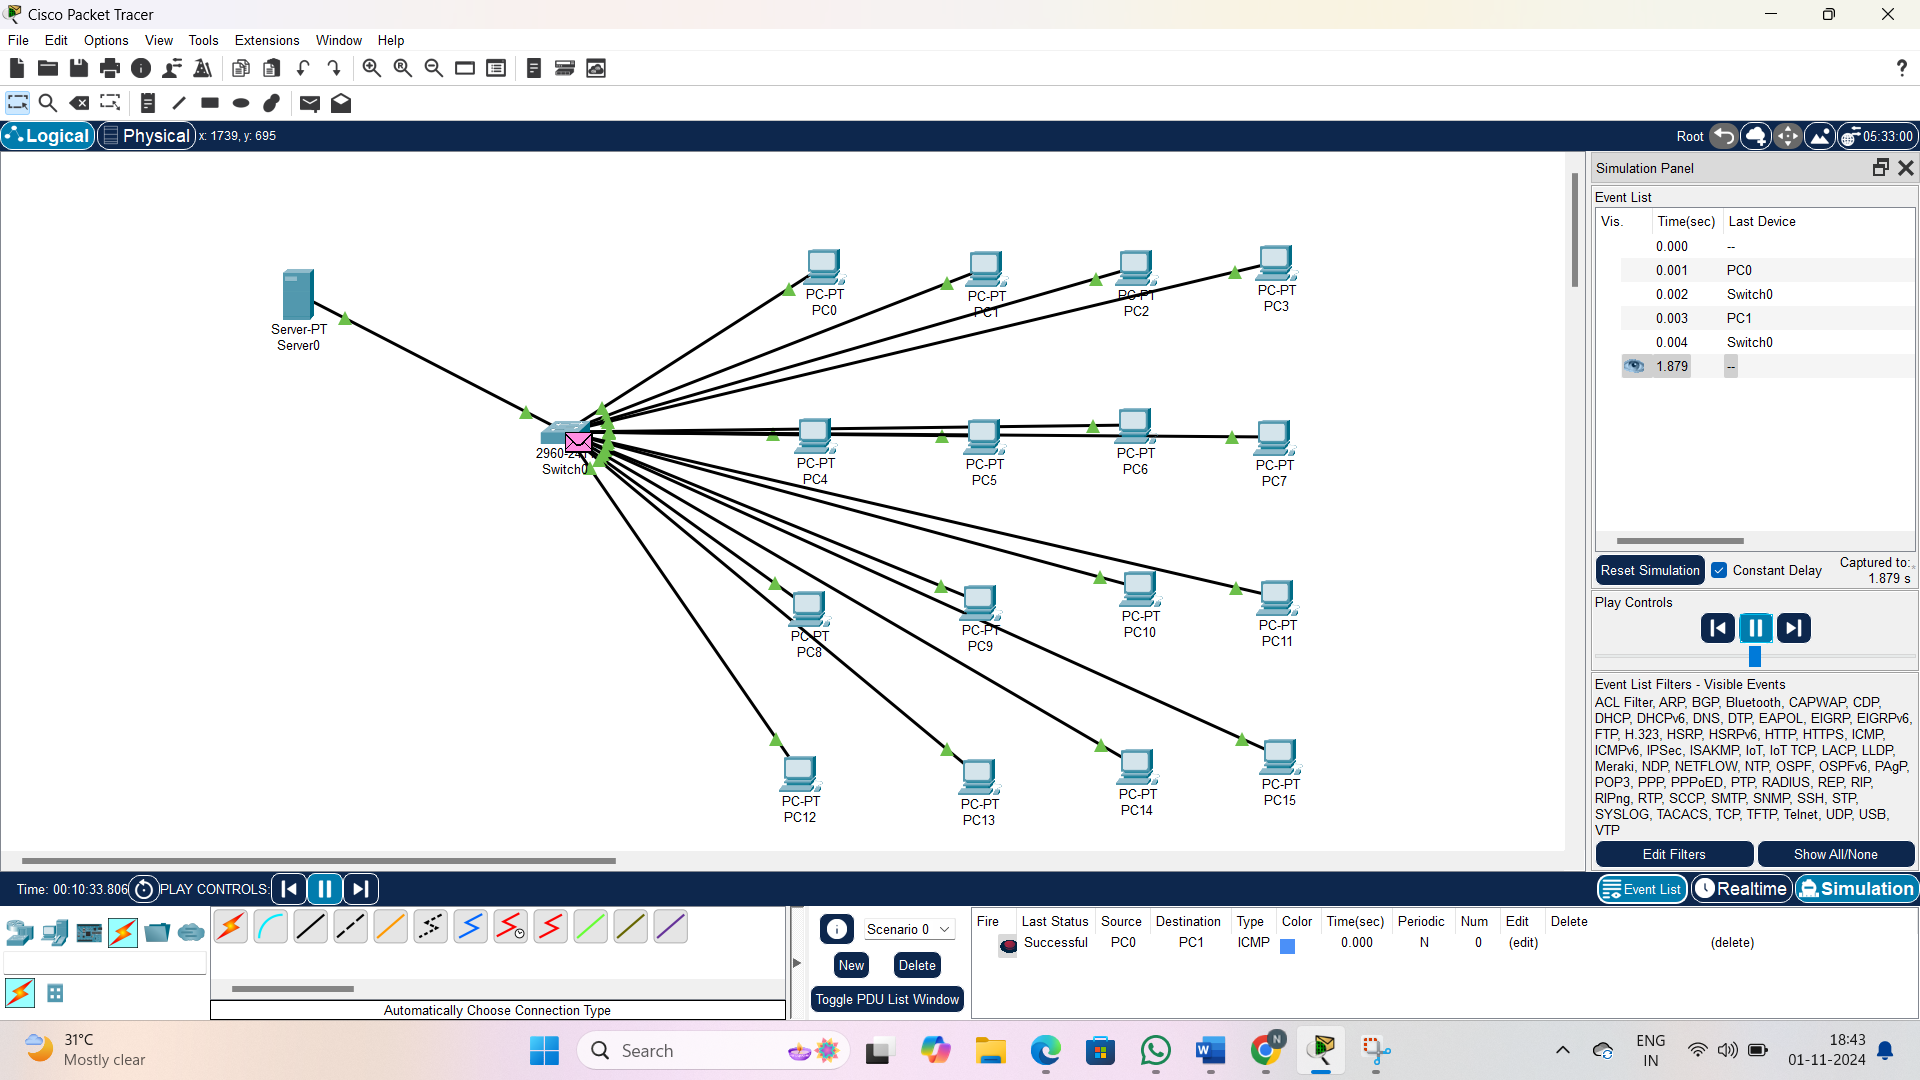 Cisco Packet Tracer
File Edit Options View Tools Extensions Window Help
?
Logical Physical x: 1739, y: 695
Root 05:33:00
Server-PT
Server0
2960-24
Switch0
PC-PT
PC0
PC-PT
PC1
PC-PT
PC2
PC-PT
PC3
PC-PT
PC4
PC-PT
PC5
PC-PT
PC6
PC-PT
PC7
PC-PT
PC8
PC-PT
PC9
PC-PT
PC10
PC-PT
PC11
PC-PT
PC12
PC-PT
PC13
PC-PT
PC14
PC-PT
PC15
Simulation Panel
Event List
Vis. Time(sec) Last Device
0.000 --
0.001 PC0
0.002 Switch0
0.003 PC1
0.004 Switch0
1.879 --
Reset Simulation Constant Delay Captured to:
1.879 s
Play Controls
Event List Filters - Visible Events
ACL Filter, ARP, BGP, Bluetooth, CAPWAP, CDP,
DHCP, DHCPv6, DNS, DTP, EAPOL, EIGRP, EIGRPv6,
FTP, H.323, HSRP, HSRPv6, HTTP, HTTPS, ICMP,
ICMPv6, IPSec, ISAKMP, IoT, IoT TCP, LACP, LLDP,
Meraki, NDP, NETFLOW, NTP, OSPF, OSPFv6, PAgP,
POP3, PPP, PPPoED, PTP, RADIUS, REP, RIP,
RIPng, RTP, SCCP, SMTP, SNMP, SSH, STP,
SYSLOG, TACACS, TCP, TFTP, Telnet, UDP, USB,
VTP
Edit Filters Show All/None
Time: 00:10:33.806 PLAY CONTROLS:
Event List Realtime Simulation
Automatically Choose Connection Type
Scenario 0
New Delete
Toggle PDU List Window
Fire Last Status Source Destination Type Color Time(sec) Periodic Num Edit Delete
Successful PC0 PC1 ICMP 0.000 N 0 (edit) (delete)
31°C
Mostly clear
Search
N
ENG
IN
18:43
01-11-2024